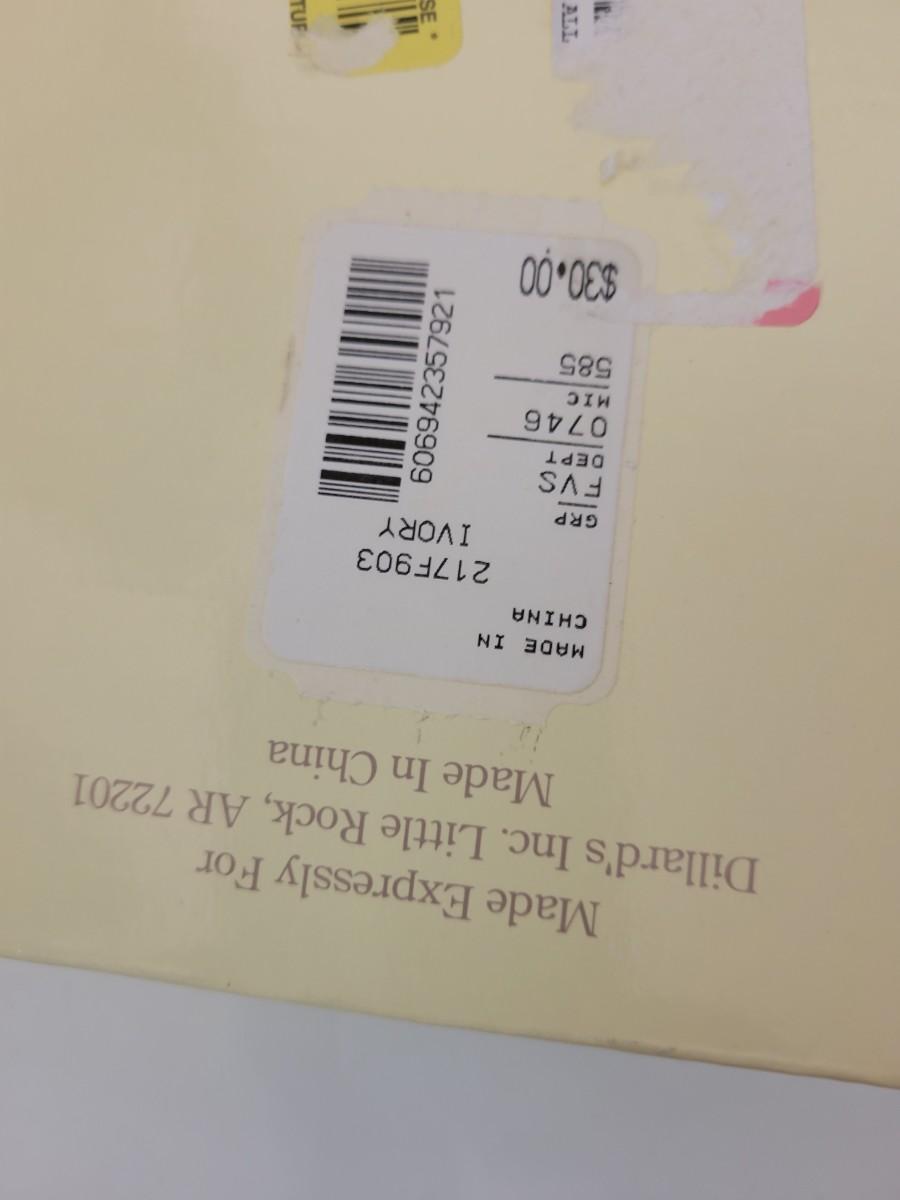 Made Expressly For
Dillard's Inc. Little Rock, AR 72201
Made In China
MADE IN
CHINA
217F903
IVORY
GRP
FVS
DEPT
0746
MIC
585
606942357921
$30.00
ALL